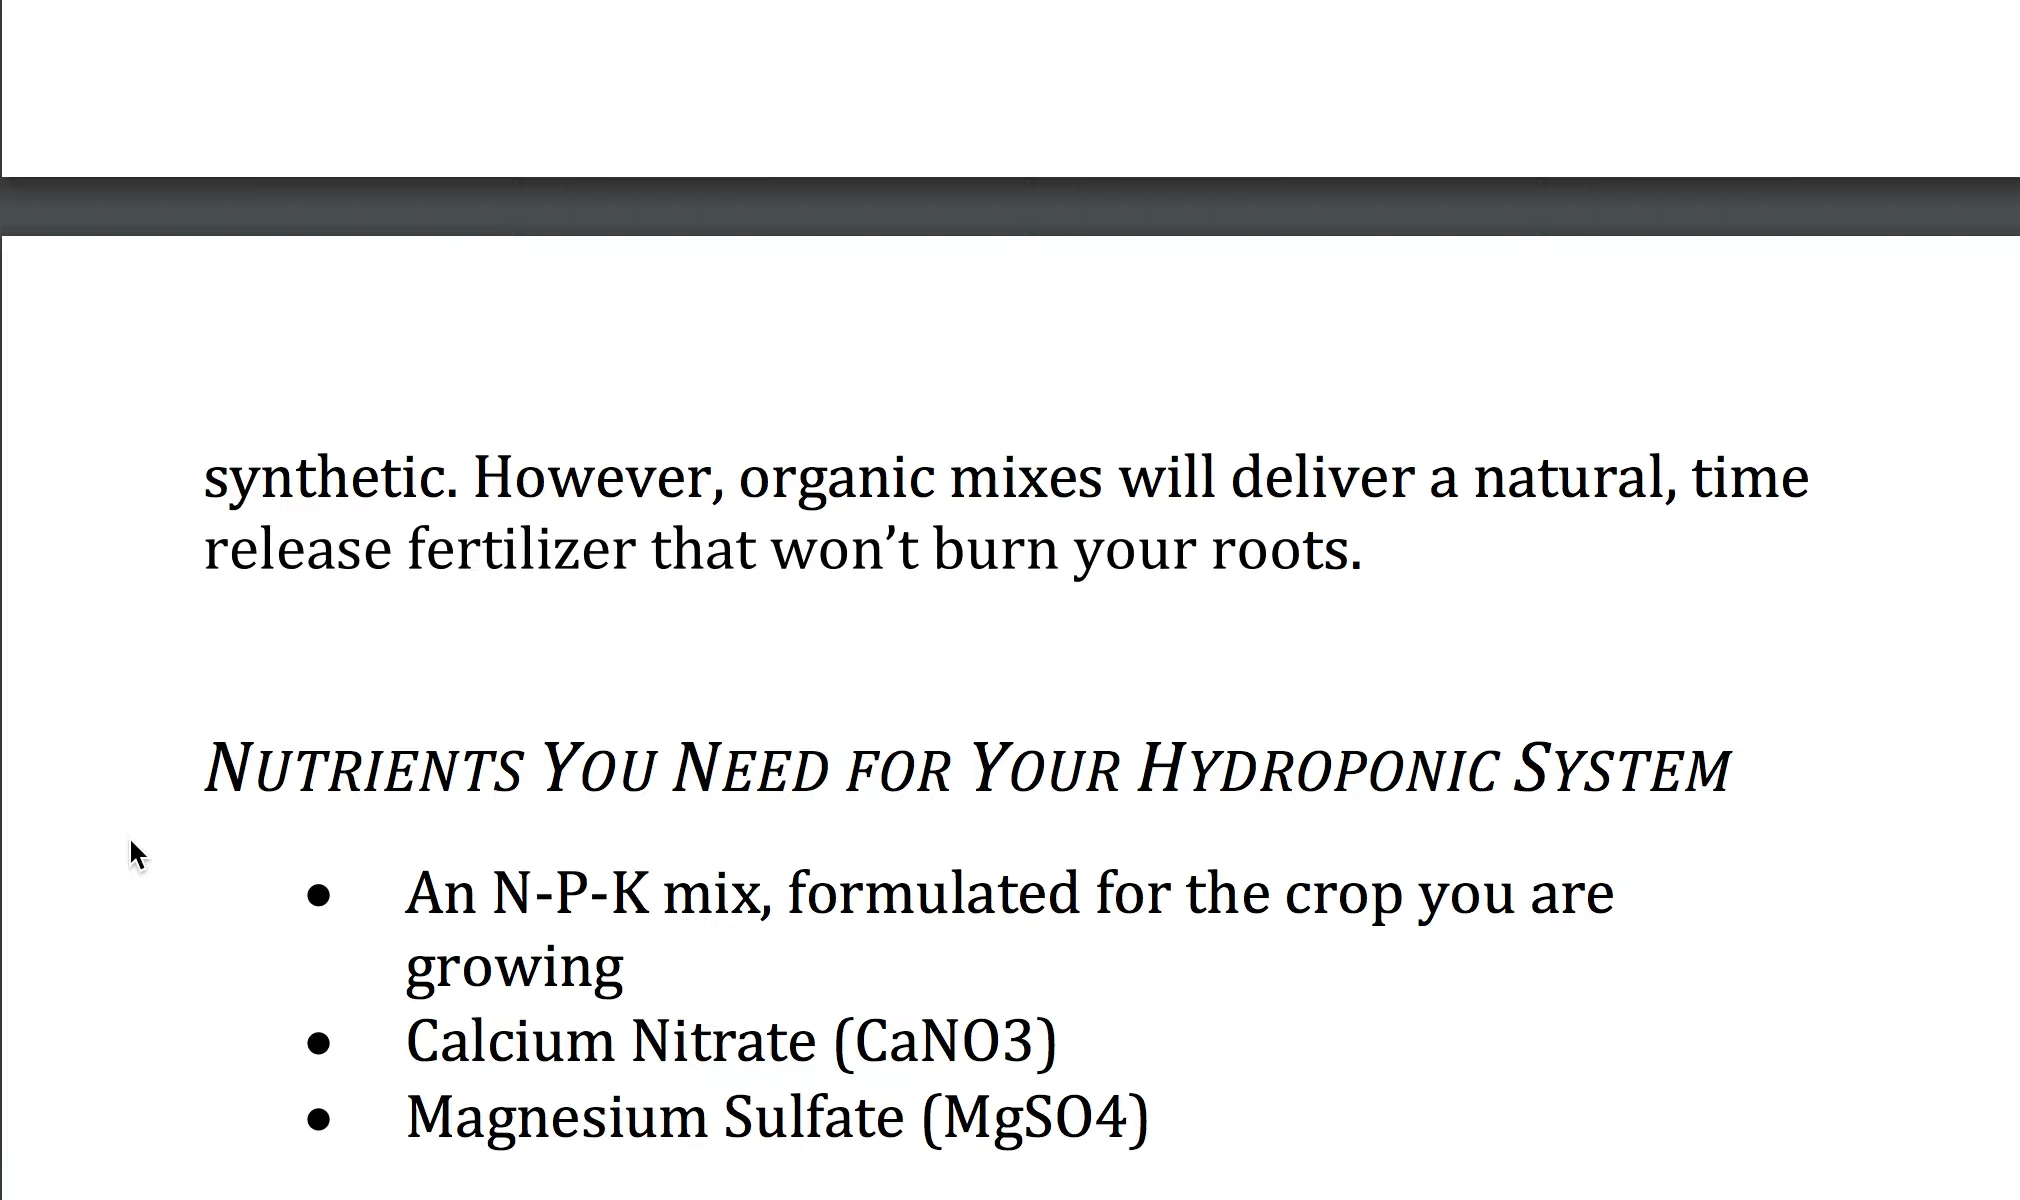 synthetic. However, organic mixes will deliver a natural, time
release fertilizer that won’t burn your roots.
NUTRIENTS YOU NEED FOR YOUR HYDROPONIC SYSTEM
• An N-P-K mix, formulated for the crop you are
growing
• Calcium Nitrate (CaNO3)
• Magnesium Sulfate (MgSO4)